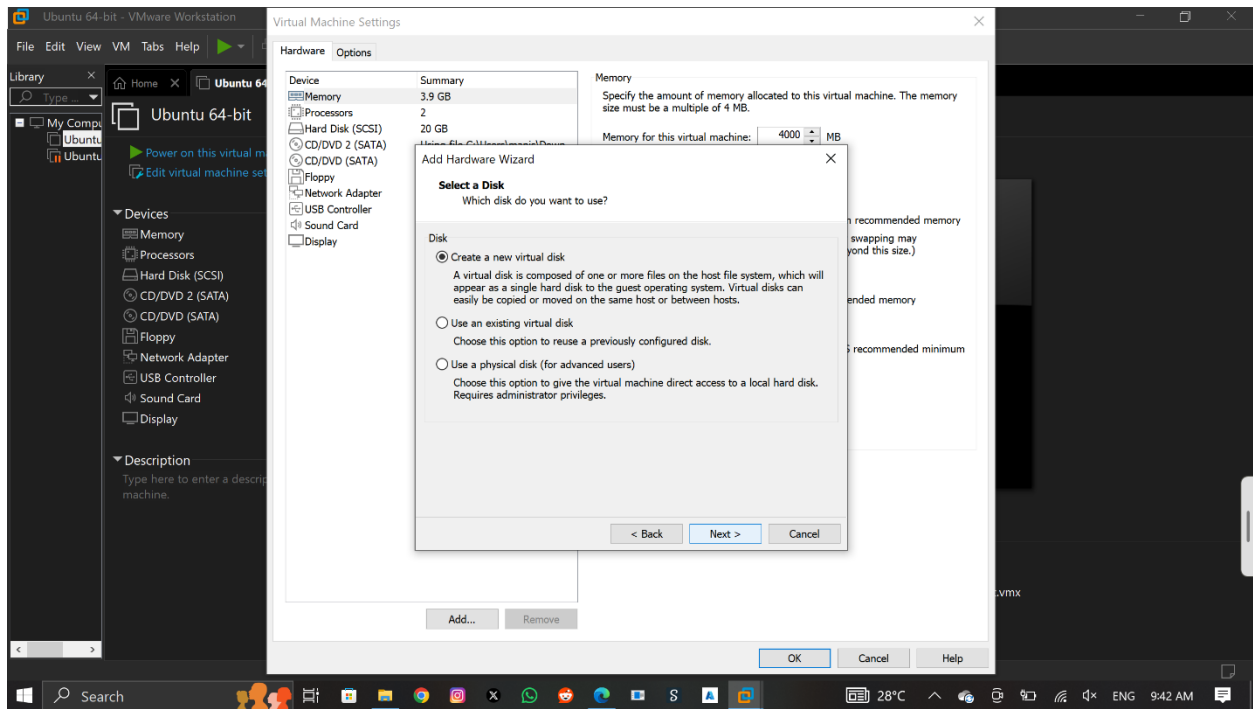 Ubuntu 64-bit - VMware Workstation
File Edit View VM Tabs Help
Library
Type ...
My Compu
Ubuntu
Ubuntu
Home
Ubuntu 64
Ubuntu 64-bit
Power on this virtual m
Edit virtual machine set
Devices
Memory
Processors
Hard Disk (SCSI)
CD/DVD 2 (SATA)
CD/DVD (SATA)
Floppy
Network Adapter
USB Controller
Sound Card
Display
Description
Type here to enter a descrip
machine.
Virtual Machine Settings
Hardware Options
Device Summary
Memory 3.9 GB
Processors 2
Hard Disk (SCSI) 20 GB
CD/DVD 2 (SATA)
CD/DVD (SATA)
Floppy
Network Adapter
USB Controller
Sound Card
Display
Add... Remove
Memory
Specify the amount of memory allocated to this virtual machine. The memory
size must be a multiple of 4 MB.
Memory for this virtual machine: 4000 MB
recommended memory
swapping may
yond this size.)
ended memory
recommended minimum
OK Cancel Help
Add Hardware Wizard
Select a Disk
Which disk do you want to use?
Disk
Create a new virtual disk
A virtual disk is composed of one or more files on the host file system, which will
appear as a single hard disk to the guest operating system. Virtual disks can
easily be copied or moved on the same host or between hosts.
Use an existing virtual disk
Choose this option to reuse a previously configured disk.
Use a physical disk (for advanced users)
Choose this option to give the virtual machine direct access to a local hard disk.
Requires administrator privileges.
< Back Next > Cancel
.vmx
Search
28°C ENG 9:42 AM